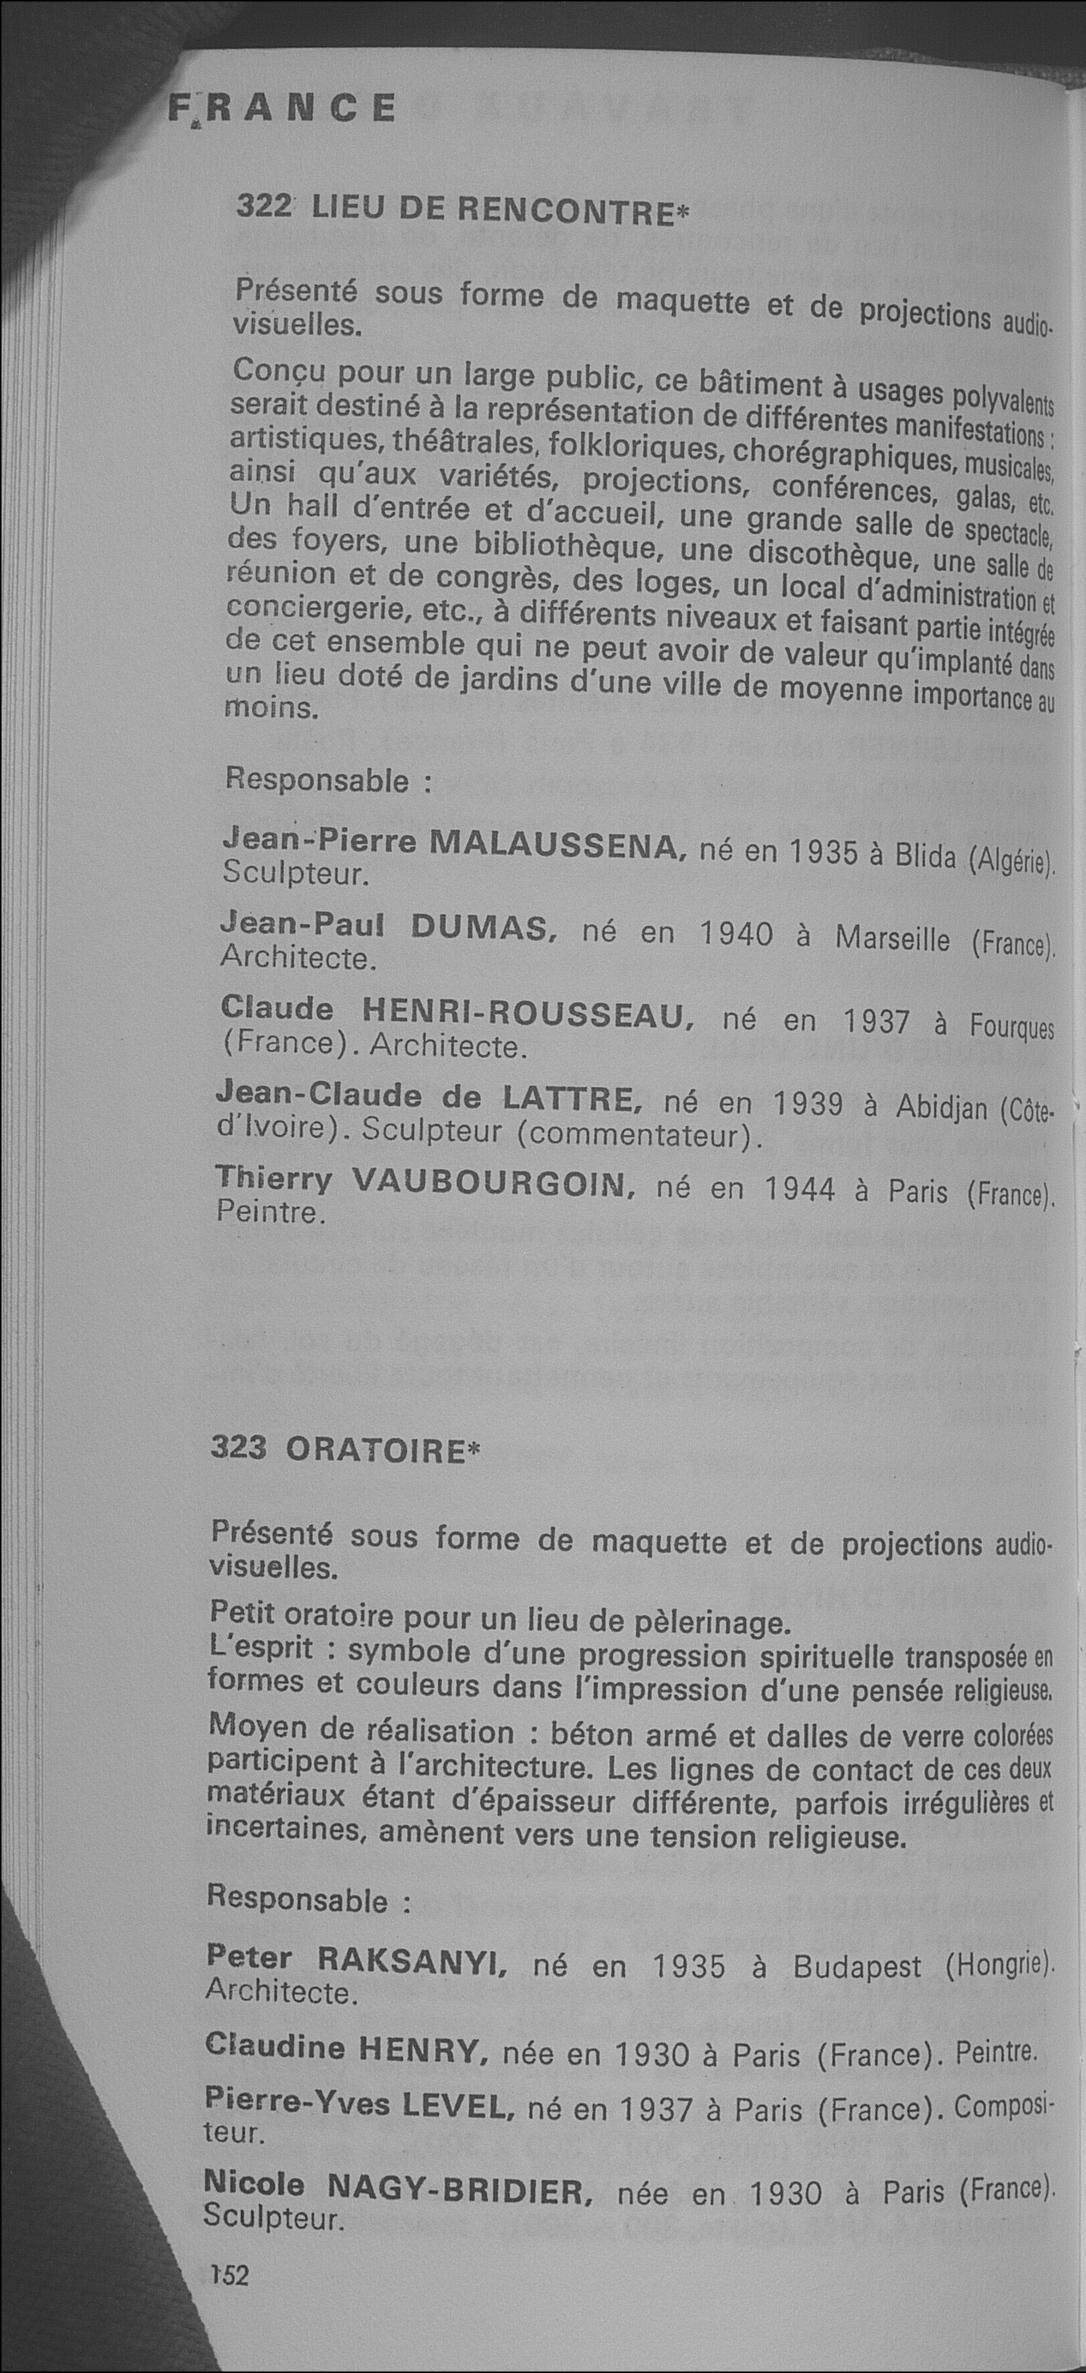 FRANCE
322 LIEU DE RENCONTRE*
Présenté sous forme de maquette et de projections audio-
visuelles.
Conçu pour un large public, ce bâtiment à usages polyvalents
serait destiné à la représentation de différentes manifestations :
artistiques, théâtrales, folkloriques, chorégraphiques, musicales,
ainsi qu'aux variétés, projections, conférences, galas, etc.
Un hall d'entrée et d'accueil, une grande salle de spectacle,
des foyers, une bibliothèque, une discothèque, une salle de
réunion et de congrès, des loges, un local d'administration et
conciergerie, etc., à différents niveaux et faisant partie intégrée
de cet ensemble qui ne peut avoir de valeur qu'implanté dans
un lieu doté de jardins d'une ville de moyenne importance au
moins.
Responsable :
Jean-Pierre MALAUSSENA, né en 1935 à Blida (Algérie).
Sculpteur.
Jean-Paul DUMAS, né en 1940 à Marseille (France).
Architecte.
Claude HENRI-ROUSSEAU, né en 1937 à Fourques
(France). Architecte.
Jean-Claude de LATTRE, né en 1939 à Abidjan (Côte-
d'Ivoire). Sculpteur (commentateur).
Thierry VAUBOURGOIN, né en 1944 à Paris (France).
Peintre.
323 ORATOIRE*
Présenté sous forme de maquette et de projections audio-
visuelles.
Petit oratoire pour un lieu de pèlerinage.
L'esprit : symbole d'une progression spirituelle transposée en
formes et couleurs dans l'impression d'une pensée religieuse.
Moyen de réalisation : béton armé et dalles de verre colorées
participent à l'architecture. Les lignes de contact de ces deux
matériaux étant d'épaisseur différente, parfois irrégulières et
incertaines, amènent vers une tension religieuse.
Responsable :
Peter RAKSANYI, né en 1935 à Budapest (Hongrie).
Architecte.
Claudine HENRY, née en 1930 à Paris (France). Peintre.
Pierre-Yves LEVEL, né en 1937 à Paris (France). Composi-
teur.
Nicole NAGY-BRIDIER, née en 1930 à Paris (France).
Sculpteur.
152